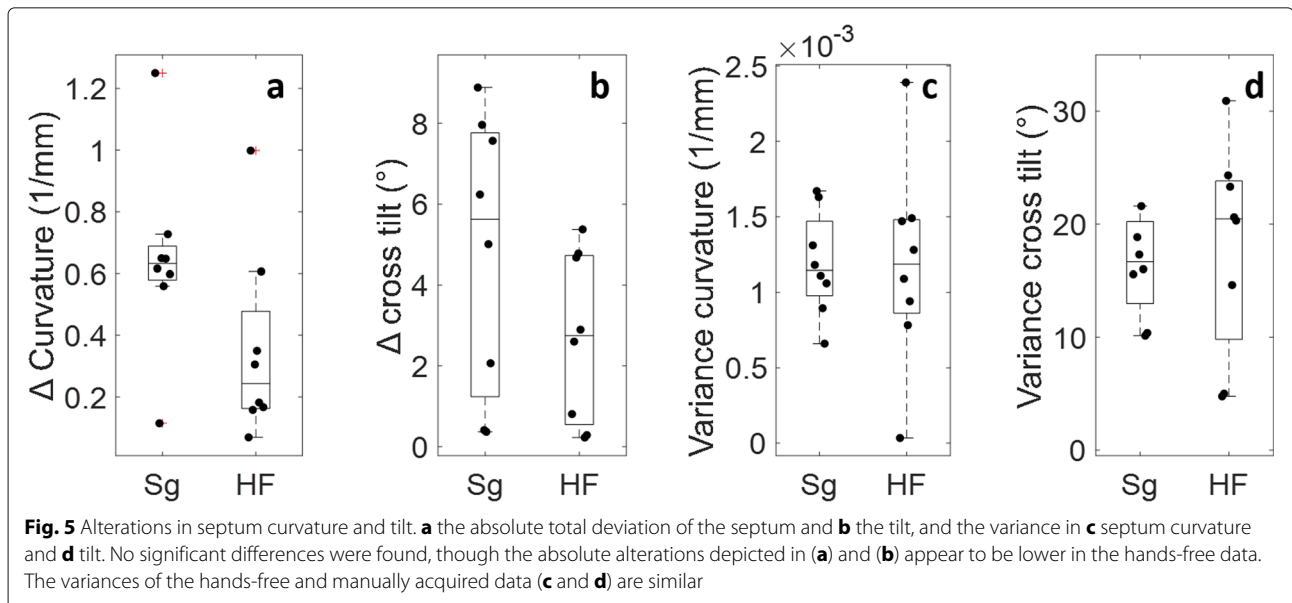 a
Δ Curvature (1/mm)
1.2
1
0.8
0.6
0.4
0.2
Sg HF
b
Δ cross tilt (°)
8
6
4
2
0
Sg HF
c
×10⁻³
Variance curvature (1/mm)
2.5
2
1.5
1
0.5
0
Sg HF
d
Variance cross tilt (°)
30
20
10
0
Sg HF
Fig. 5 Alterations in septum curvature and tilt. a the absolute total deviation of the septum and b the tilt, and the variance in c septum curvature
and d tilt. No significant differences were found, though the absolute alterations depicted in (a) and (b) appear to be lower in the hands-free data.
The variances of the hands-free and manually acquired data (c and d) are similar